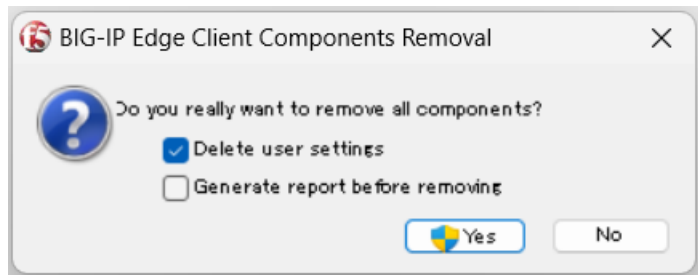 f5 BIG-IP Edge Client Components Removal
Do you really want to remove all components?
Delete user settings
Generate report before removing
Yes No